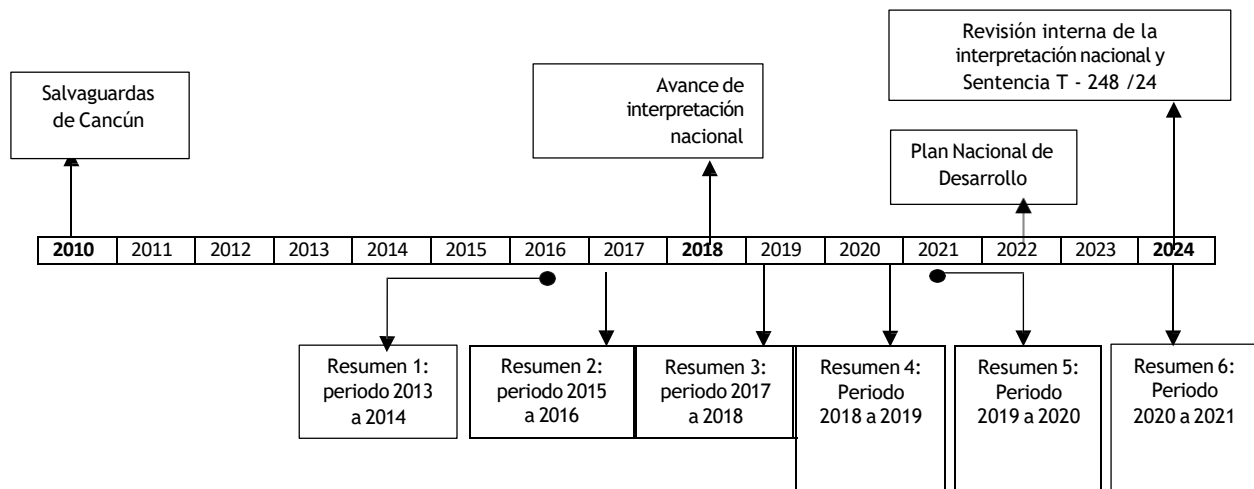 Revisión interna de la
interpretación nacional y
Sentencia T - 248 /24
Salvaguardas
de Cancún
Avance de
interpretación
nacional
Plan Nacional de
Desarrollo
2010 2011 2012 2013 2014 2015 2016 2017 2018 2019 2020 2021 2022 2023 2024
Resumen 1:
periodo 2013
a 2014
Resumen 2:
periodo 2015
a 2016
Resumen 3:
periodo 2017
a 2018
Resumen 4:
Periodo
2018 a 2019
Resumen 5:
Periodo
2019 a 2020
Resumen 6:
Periodo
2020 a 2021